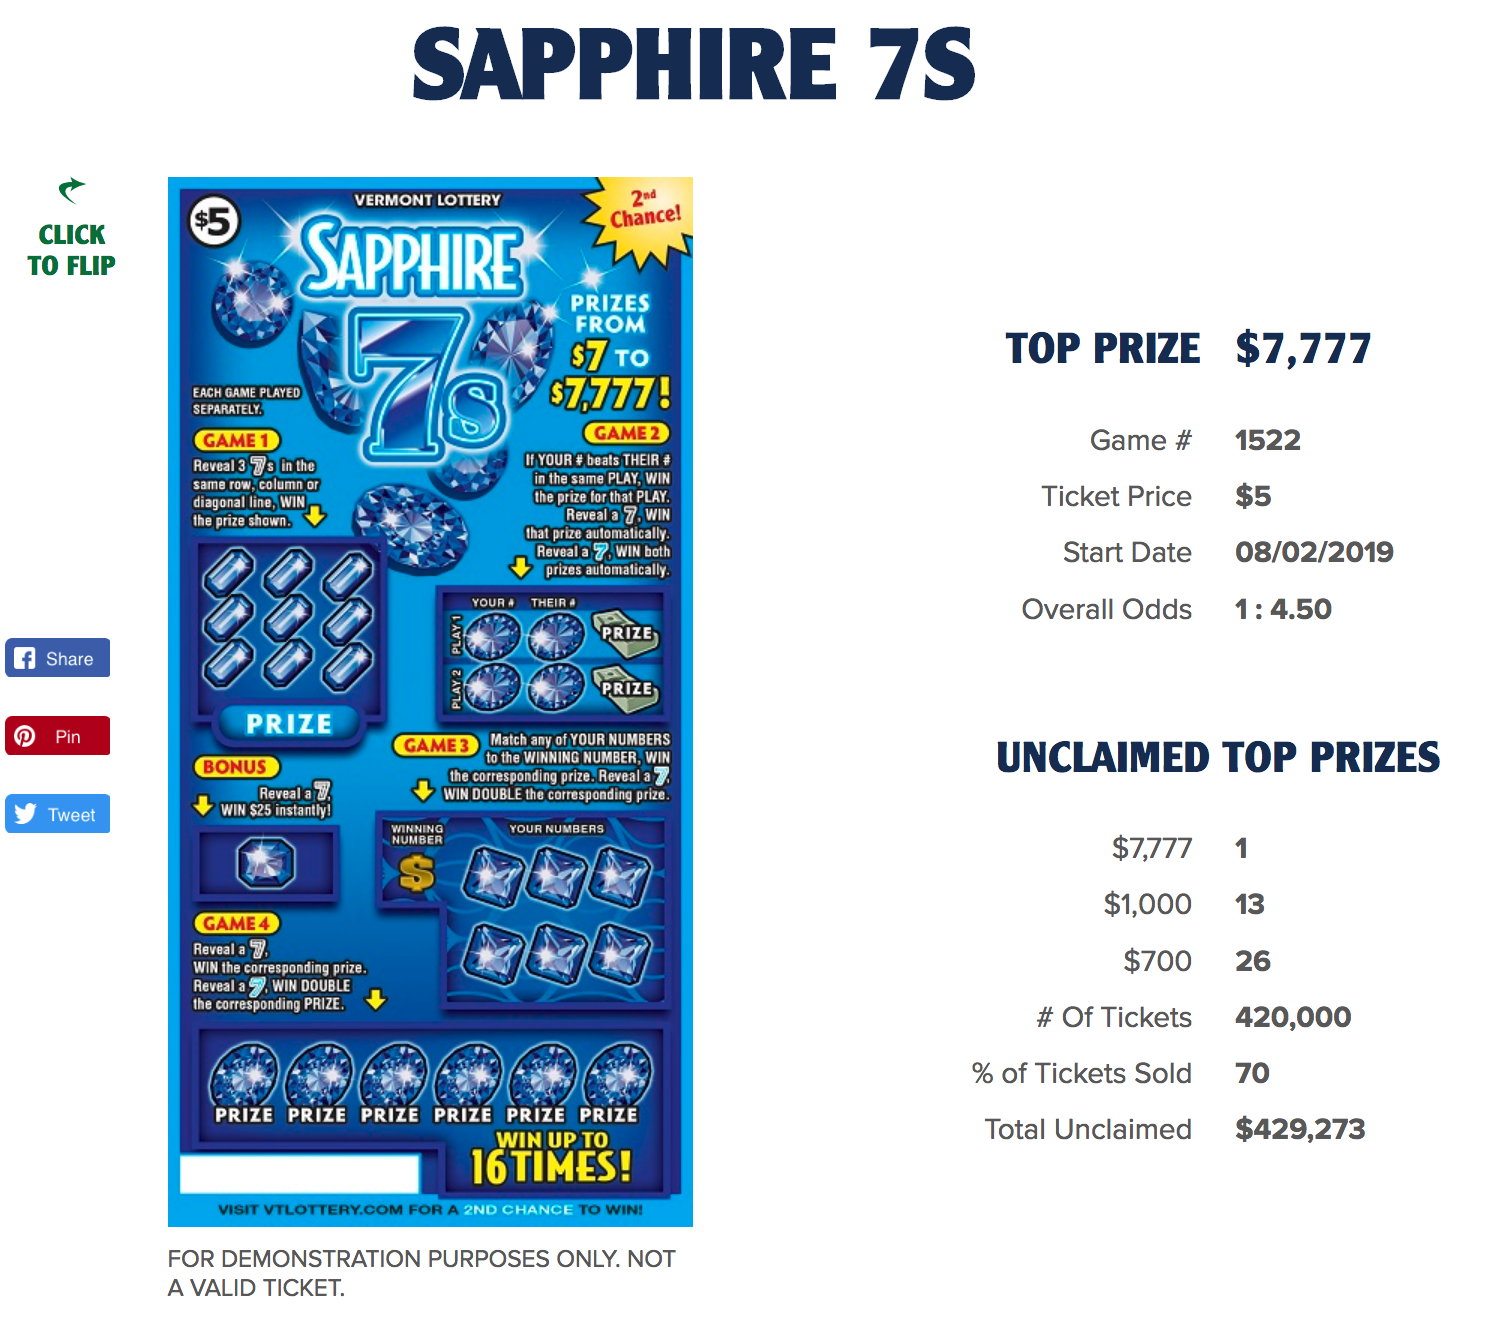 SAPPHIRE 7S
CLICK
TO FLIP
$5
VERMONT LOTTERY
2nd
Chance!
SAPPHIRE
7s
PRIZES
FROM
$7 TO
$7,777!
EACH GAME PLAYED
SEPARATELY.
GAME 1
Reveal 3 7s in the
same row, column or
diagonal line, WIN
the prize shown.
PRIZE
GAME 2
If YOUR # beats THEIR #
in the same PLAY, WIN
the prize for that PLAY.
Reveal a 7, WIN
that prize automatically.
Reveal a 7, WIN both
prizes automatically.
YOUR # THEIR #
PLAY 1
PRIZE
PLAY 2
PRIZE
BONUS
Reveal a 7,
WIN $25 instantly!
GAME 3
Match any of YOUR NUMBERS
to the WINNING NUMBER, WIN
the corresponding prize. Reveal a 7,
WIN DOUBLE the corresponding prize.
WINNING
NUMBER
$
YOUR NUMBERS
GAME 4
Reveal a 7,
WIN the corresponding prize.
Reveal a 7, WIN DOUBLE
the corresponding PRIZE.
PRIZE PRIZE PRIZE PRIZE PRIZE PRIZE
WIN UP TO
16 TIMES!
VISIT VTLOTTERY.COM FOR A 2ND CHANCE TO WIN!
FOR DEMONSTRATION PURPOSES ONLY. NOT
A VALID TICKET.
Share
Pin
Tweet
TOP PRIZE $7,777
Game # 1522
Ticket Price $5
Start Date 08/02/2019
Overall Odds 1 : 4.50
UNCLAIMED TOP PRIZES
$7,777 1
$1,000 13
$700 26
# Of Tickets 420,000
% of Tickets Sold 70
Total Unclaimed $429,273